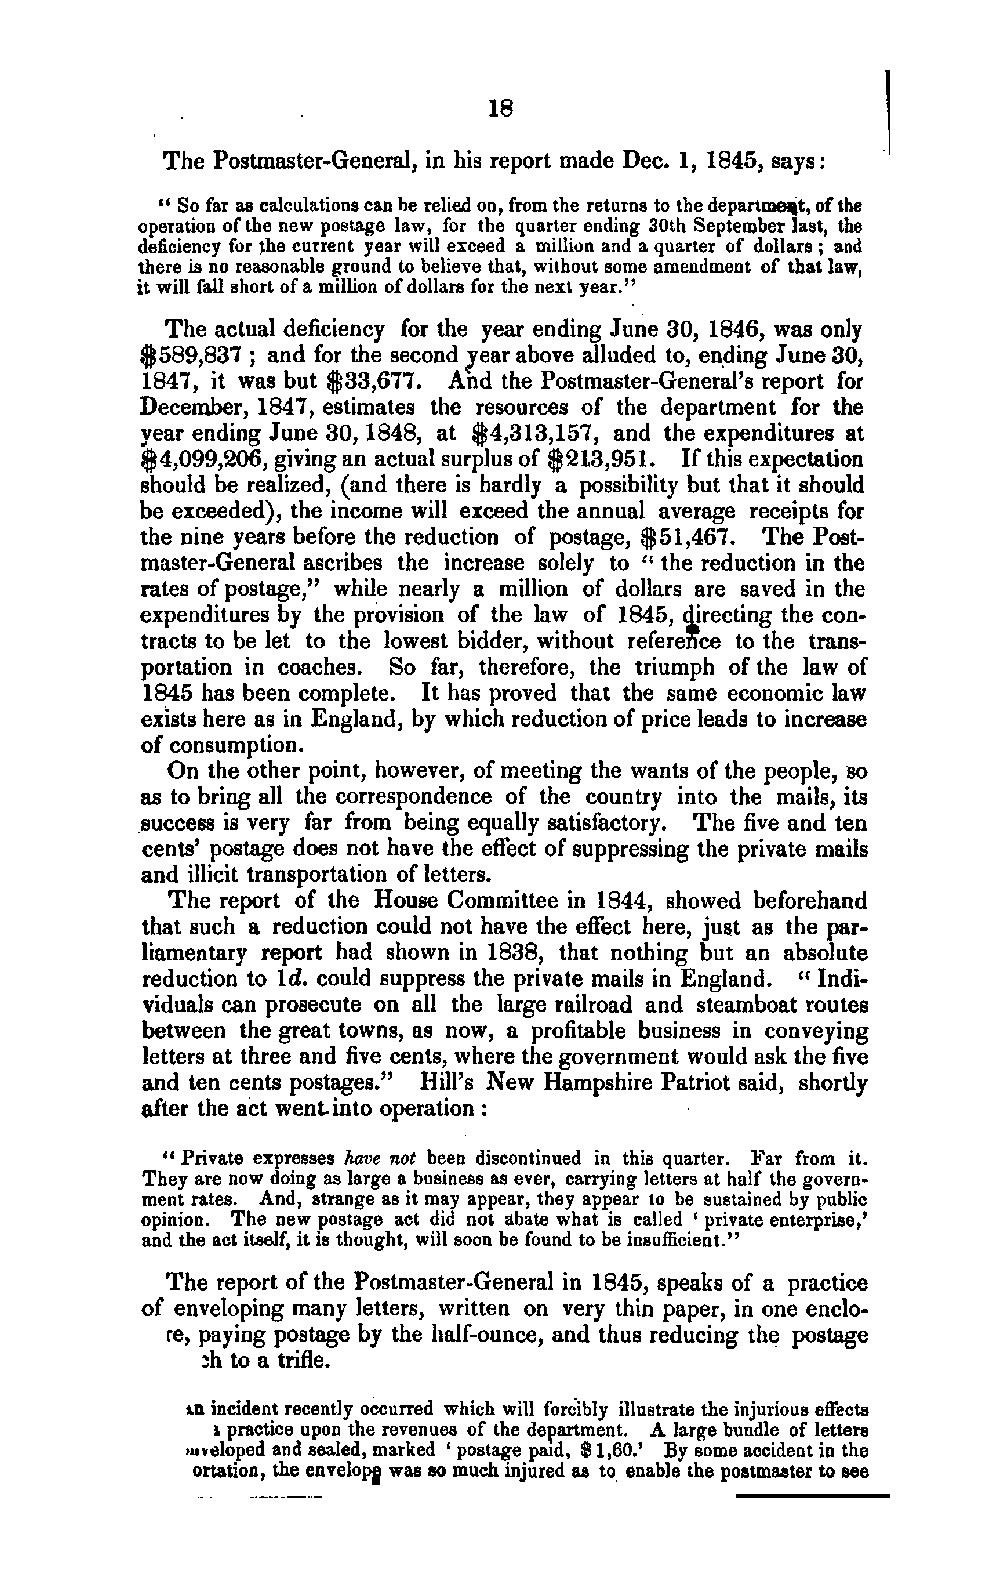 18
The Postmaster-General, in his report made Dec. 1, 1845, says:
“ So far as calculations can be relied on, from the returns to the department, of the
operation of the new postage law, for the quarter ending 30th September last, the
deficiency for the current year will exceed a million and a quarter of dollars ; and
there is no reasonable ground to believe that, without some amendment of that law,
it will fall short of a million of dollars for the next year.”
The actual deficiency for the year ending June 30, 1846, was only
$589,837 ; and for the second year above alluded to, ending June 30,
1847, it was but $33,677. And the Postmaster-General’s report for
December, 1847, estimates the resources of the department for the
year ending June 30, 1848, at $4,313,157, and the expenditures at
$4,099,206, giving an actual surplus of $213,951. If this expectation
should be realized, (and there is hardly a possibility but that it should
be exceeded), the income will exceed the annual average receipts for
the nine years before the reduction of postage, $51,467. The Post-
master-General ascribes the increase solely to “ the reduction in the
rates of postage,” while nearly a million of dollars are saved in the
expenditures by the provision of the law of 1845, directing the con-
tracts to be let to the lowest bidder, without reference to the trans-
portation in coaches. So far, therefore, the triumph of the law of
1845 has been complete. It has proved that the same economic law
exists here as in England, by which reduction of price leads to increase
of consumption.
On the other point, however, of meeting the wants of the people, so
as to bring all the correspondence of the country into the mails, its
success is very far from being equally satisfactory. The five and ten
cents’ postage does not have the effect of suppressing the private mails
and illicit transportation of letters.
The report of the House Committee in 1844, showed beforehand
that such a reduction could not have the effect here, just as the par-
liamentary report had shown in 1838, that nothing but an absolute
reduction to 1d. could suppress the private mails in England. “ Indi-
viduals can prosecute on all the large railroad and steamboat routes
between the great towns, as now, a profitable business in conveying
letters at three and five cents, where the government would ask the five
and ten cents postages.” Hill’s New Hampshire Patriot said, shortly
after the act went into operation :
“ Private expresses have not been discontinued in this quarter. Far from it.
They are now doing as large a business as ever, carrying letters at half the govern-
ment rates. And, strange as it may appear, they appear to be sustained by public
opinion. The new postage act did not abate what is called ‘ private enterprise,’
and the act itself, it is thought, will soon be found to be insufficient.”
The report of the Postmaster-General in 1845, speaks of a practice
of enveloping many letters, written on very thin paper, in one enclo-
re, paying postage by the half-ounce, and thus reducing the postage
ch to a trifle.
incident recently occurred which will forcibly illustrate the injurious effects
practice upon the revenues of the department. A large bundle of letters
veloped and sealed, marked ‘ postage paid, $1,60.’ By some accident in the
ortation, the envelope was so much injured as to enable the postmaster to see